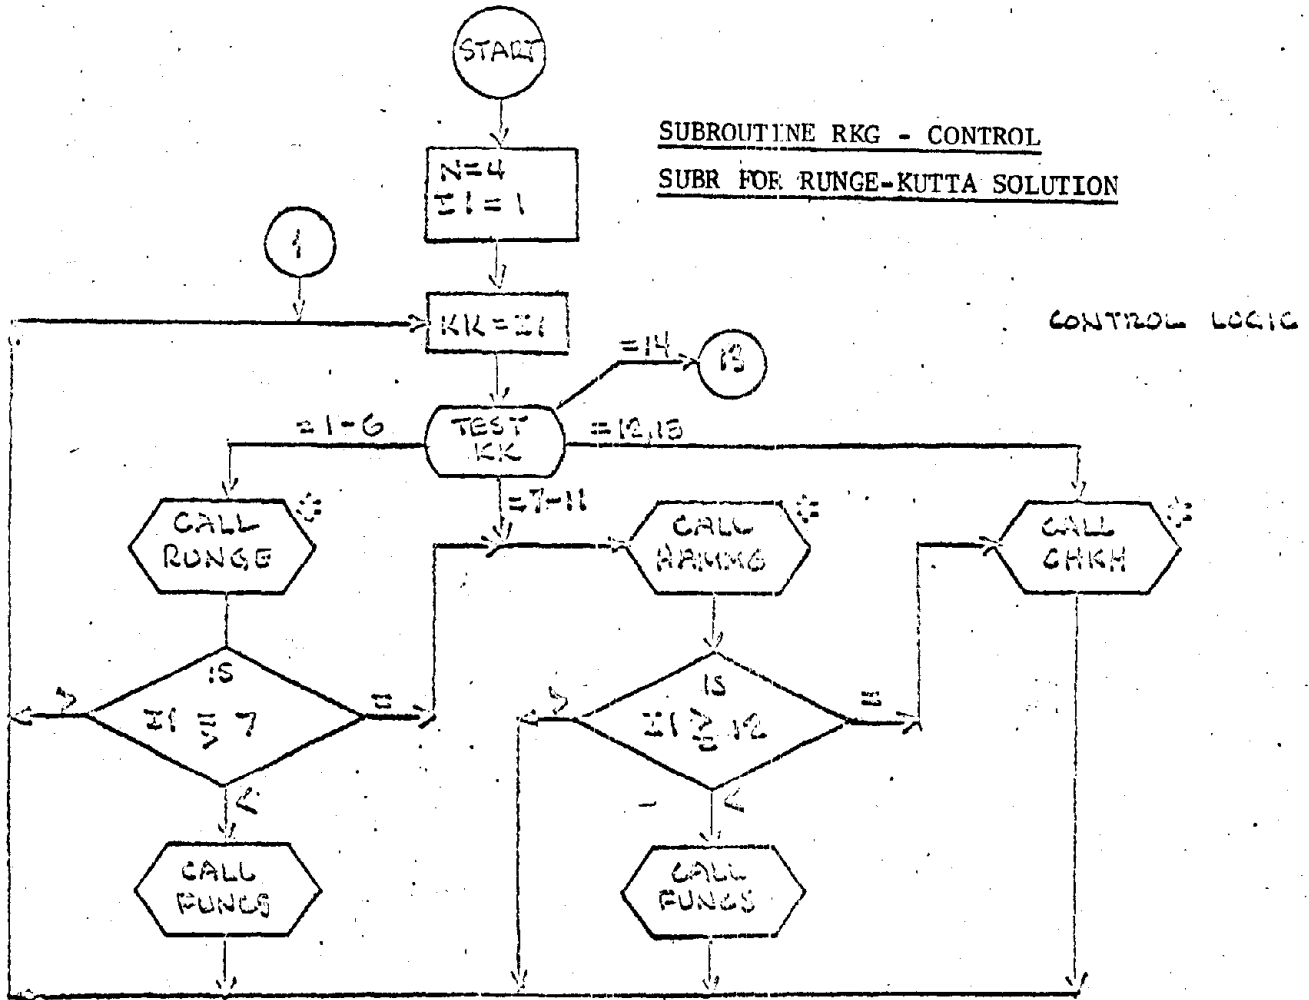 START
SUBROUTINE RKG - CONTROL
SUBR FOR RUNGE-KUTTA SOLUTION
N=4
I1=1
1
KK=I1
CONTROL LOGIC
=14
13
=1-6
TEST
KK
=12,13
=7-11
CALL
RUNGE
*
CALL
HAMMG
*
CALL
CHKH
*
>
IS
I1 7
=
>
IS
I1 12
=
<
<
CALL
FUNCS
CALL
FUNCS